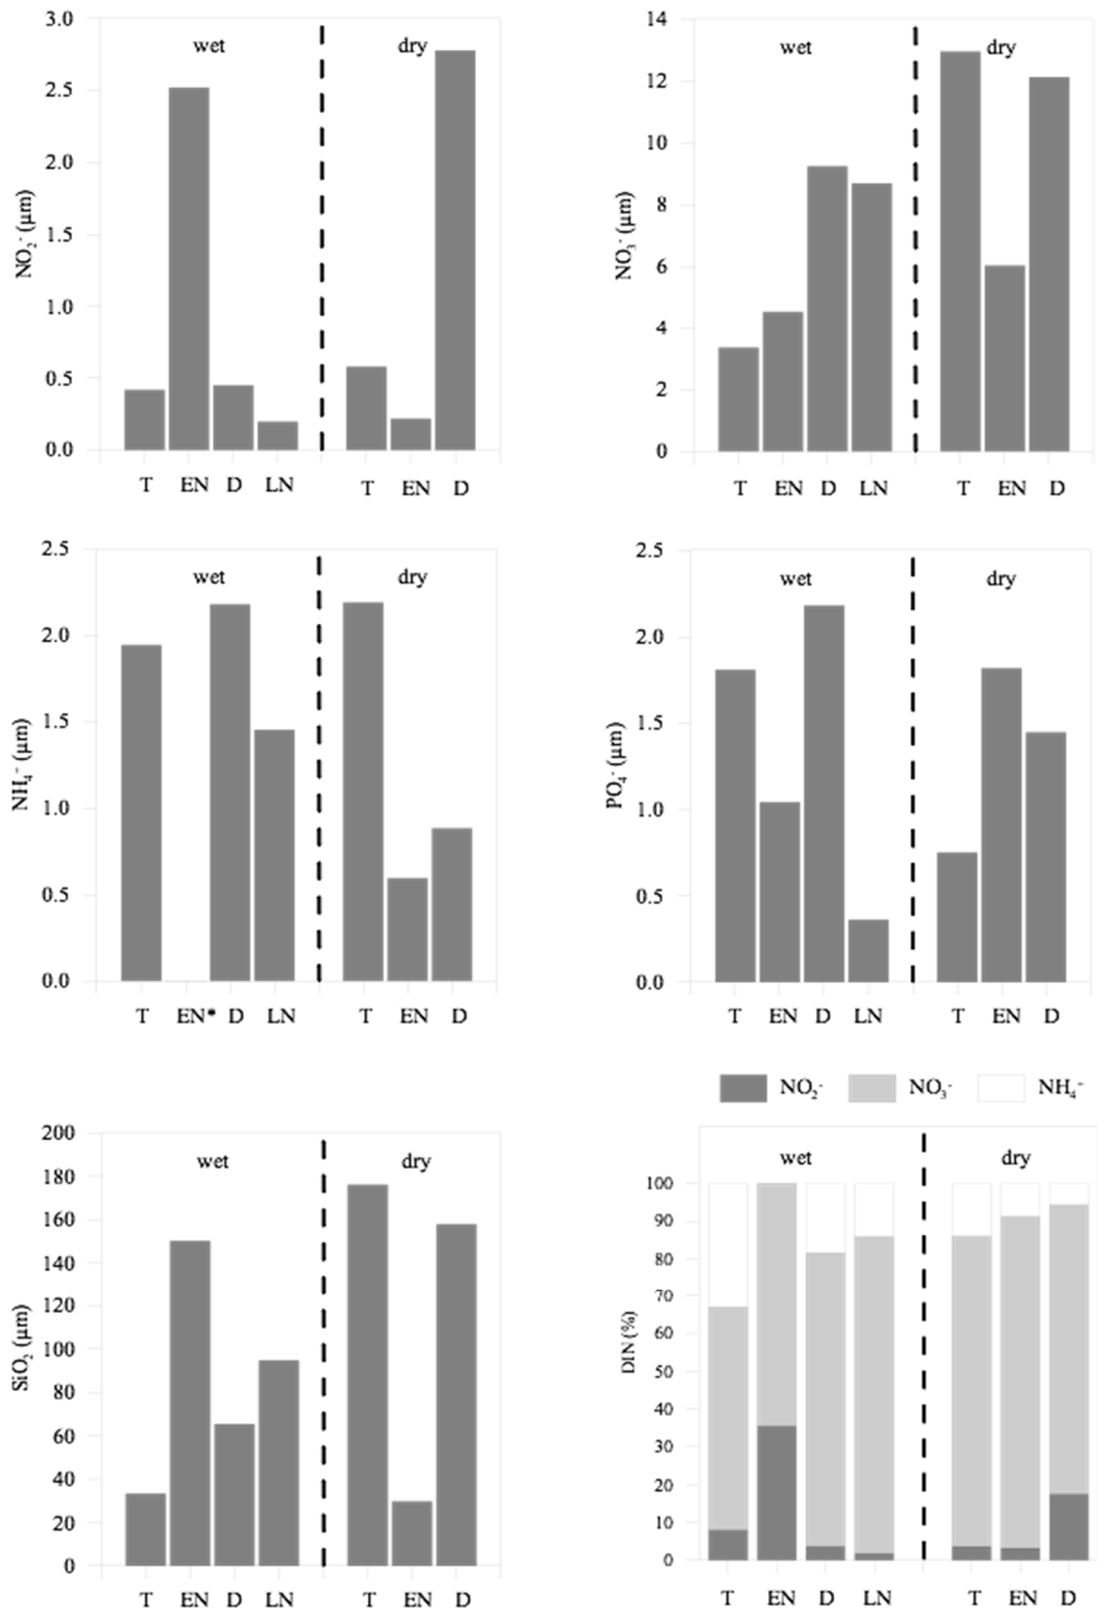 3.0
2.5
2.0
1.5
1.0
0.5
0.0
NO₂⁻ (μm)
wet
dry
T EN D LN T EN D
14
12
10
8
6
4
2
0
NO₃⁻ (μm)
wet
dry
T EN D LN T EN D
2.5
2.0
1.5
1.0
0.5
0.0
NH₄⁻ (μm)
wet
dry
T EN* D LN T EN D
2.5
2.0
1.5
1.0
0.5
0.0
PO₄⁻ (μm)
wet
dry
T EN D LN T EN D
200
180
160
140
120
100
80
60
40
20
0
SiO₂ (μm)
wet
dry
T EN D LN T EN D
NO₂⁻ NO₃⁻ NH₄⁻
100
90
80
70
60
50
40
30
20
10
0
DIN (%)
wet
dry
T EN D LN T EN D